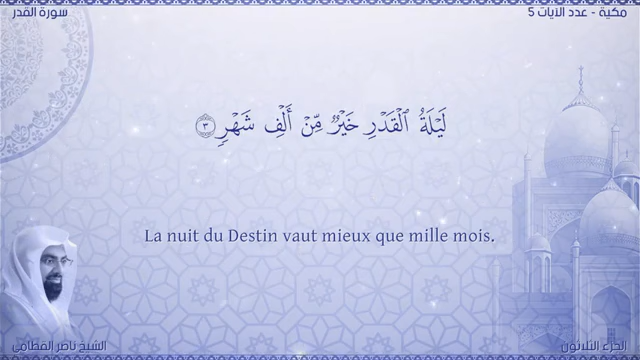 مكية - عدد الآيات 5
سورة القدر
لَيْلَةُ ٱلْقَدْرِ خَيْرٌ مِّنْ أَلْفِ شَهْرٍ ٣
La nuit du Destin vaut mieux que mille mois.
الجزء الثلاثون
الشيخ ناصر القطامي